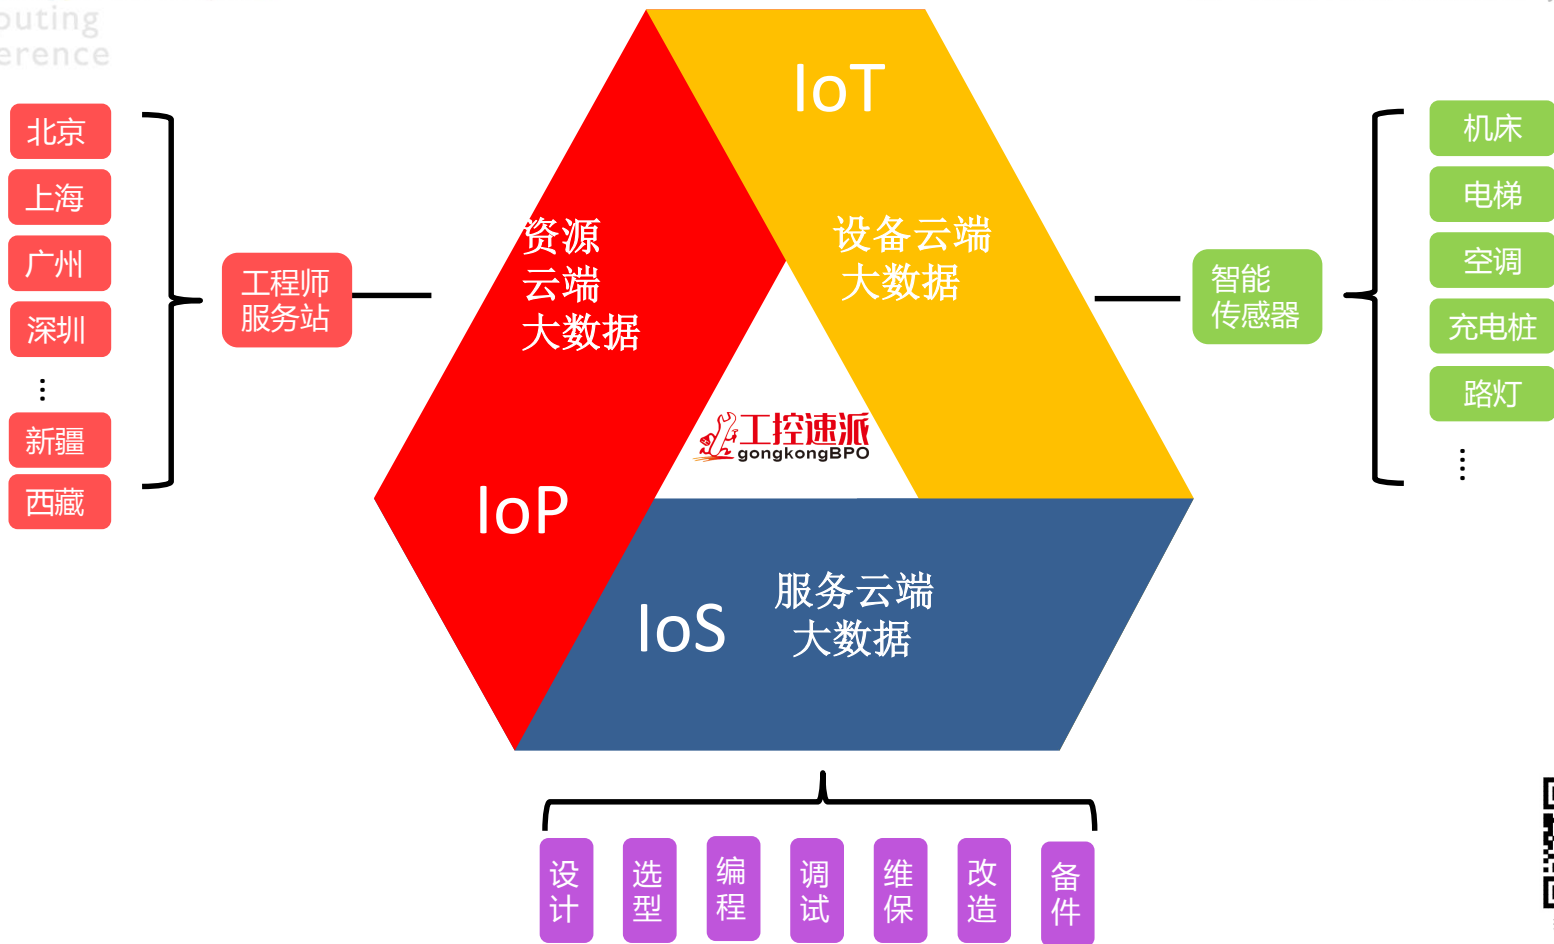 outing
erence
北京
上海
广州
深圳
⋮
新疆
西藏
工程师
服务站
资源
云端
大数据
IoP
IoT
设备云端
大数据
工控速派
gongkongBPO
IoS
服务云端
大数据
智能
传感器
机床
电梯
空调
充电桩
路灯
⋮
设计
选型
编程
调试
维保
改造
备件